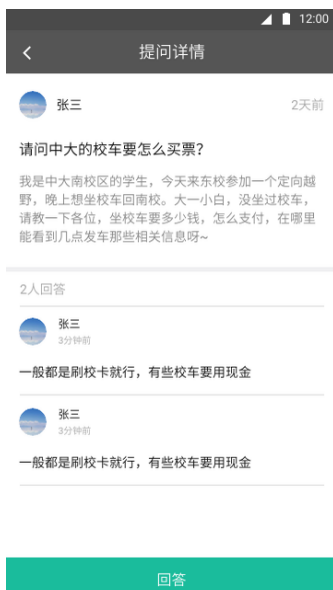 12:00
提问详情
张三
2天前
请问中大的校车要怎么买票？
我是中大南校区的学生，今天来东校参加一个定向越
野，晚上想坐校车回南校。大一小白，没坐过校车，
请教一下各位，坐校车要多少钱，怎么支付，在哪里
能看到几点发车那些相关信息呀~
2人回答
张三
3分钟前
一般都是刷校卡就行，有些校车要用现金
张三
3分钟前
一般都是刷校卡就行，有些校车要用现金
回答